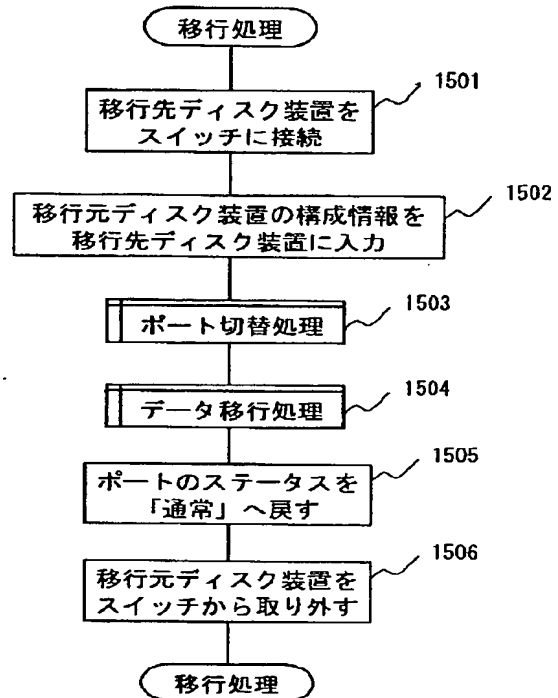 移行処理
移行先ディスク装置を
スイッチに接続
1501
移行元ディスク装置の構成情報を
移行先ディスク装置に入力
1502
ポート切替処理
1503
データ移行処理
1504
ポートのステータスを
「通常」へ戻す
1505
移行元ディスク装置を
スイッチから取り外す
1506
移行処理